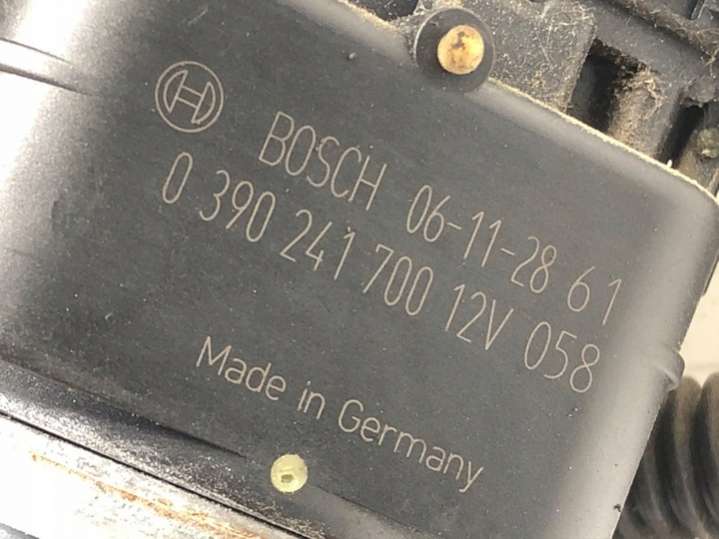 BOSCH 06-11-28 61
0 390 241 700 12V 058
Made in Germany